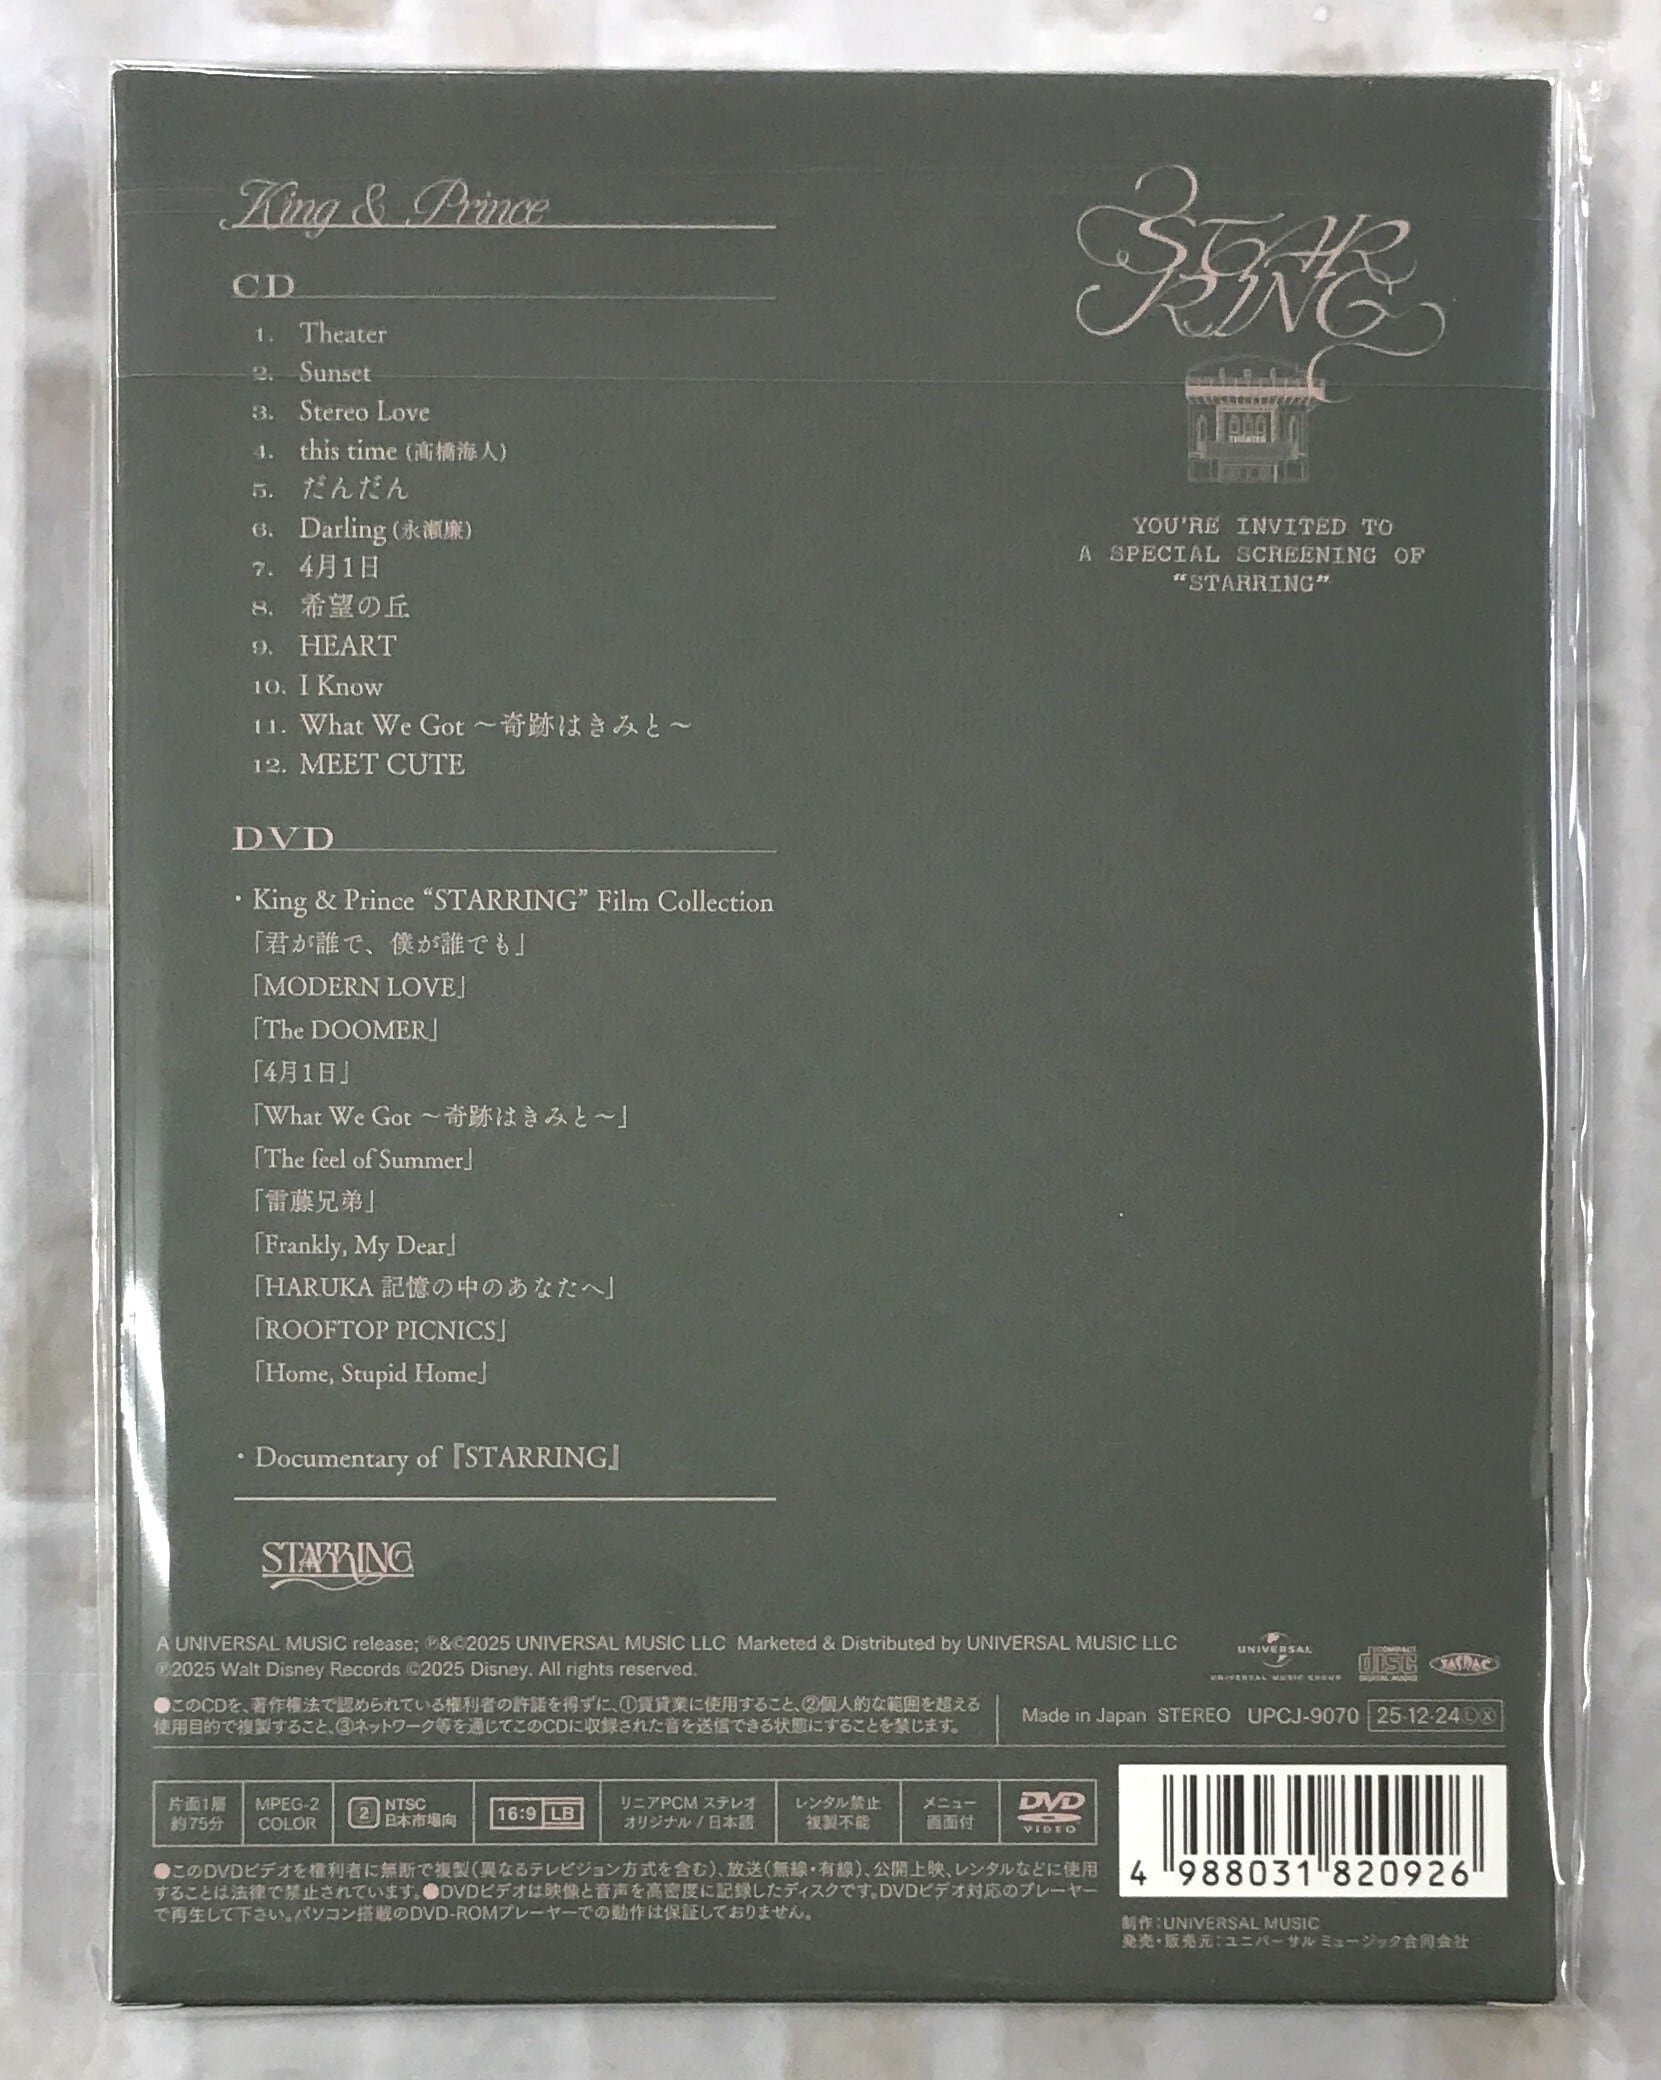 King & Prince
CD
1. Theater
2. Sunset
3. Stereo Love
4. this time (髙橋海人)
5. だんだん
6. Darling (永瀬廉)
7. 4月1日
8. 希望の丘
9. HEART
10. I Know
11. What We Got ～奇跡はきみと～
12. MEET CUTE
DVD
・King & Prince “STARRING” Film Collection
「君が誰で、僕が誰でも」
「MODERN LOVE」
「The DOOMER」
「4月1日」
「What We Got ～奇跡はきみと～」
「The feel of Summer」
「雷藤兄弟」
「Frankly, My Dear」
「HARUKA 記憶の中のあなたへ」
「ROOFTOP PICNICS」
「Home, Stupid Home」
・Documentary of『STARRING』
STARRING
STAR
RING
THEATER
YOU'RE INVITED TO
A SPECIAL SCREENING OF
“STARRING”
A UNIVERSAL MUSIC release; ℗&©2025 UNIVERSAL MUSIC LLC Marketed & Distributed by UNIVERSAL MUSIC LLC
℗2025 Walt Disney Records ©2025 Disney. All rights reserved.
UNIVERSAL
UNIVERSAL MUSIC GROUP
COMPACT
disc
DIGITAL AUDIO
JASRAC
●このCDを、著作権法で認められている権利者の許諾を得ずに、①賃貸業に使用すること、②個人的な範囲を超える
使用目的で複製すること、③ネットワーク等を通じてこのCDに収録された音を送信できる状態にすることを禁じます。
Made in Japan STEREO UPCJ-9070 25·12·24ⓁⓍ
片面1層
約75分
MPEG-2
COLOR
2
NTSC
日本市場向
16:9 LB
リニアPCM ステレオ
オリジナル / 日本語
レンタル禁止
複製不能
メニュー
画面付
DVD
VIDEO
●このDVDビデオを権利者に無断で複製(異なるテレビジョン方式を含む)、放送(無線・有線)、公開上映、レンタルなどに使用
することは法律で禁止されています。●DVDビデオは映像と音声を高密度に記録したディスクです。DVDビデオ対応のプレーヤー
で再生して下さい。パソコン搭載のDVD-ROMプレーヤーでの動作は保証しておりません。
4 988031 820926
制作:UNIVERSAL MUSIC
発売・販売元:ユニバーサル ミュージック合同会社